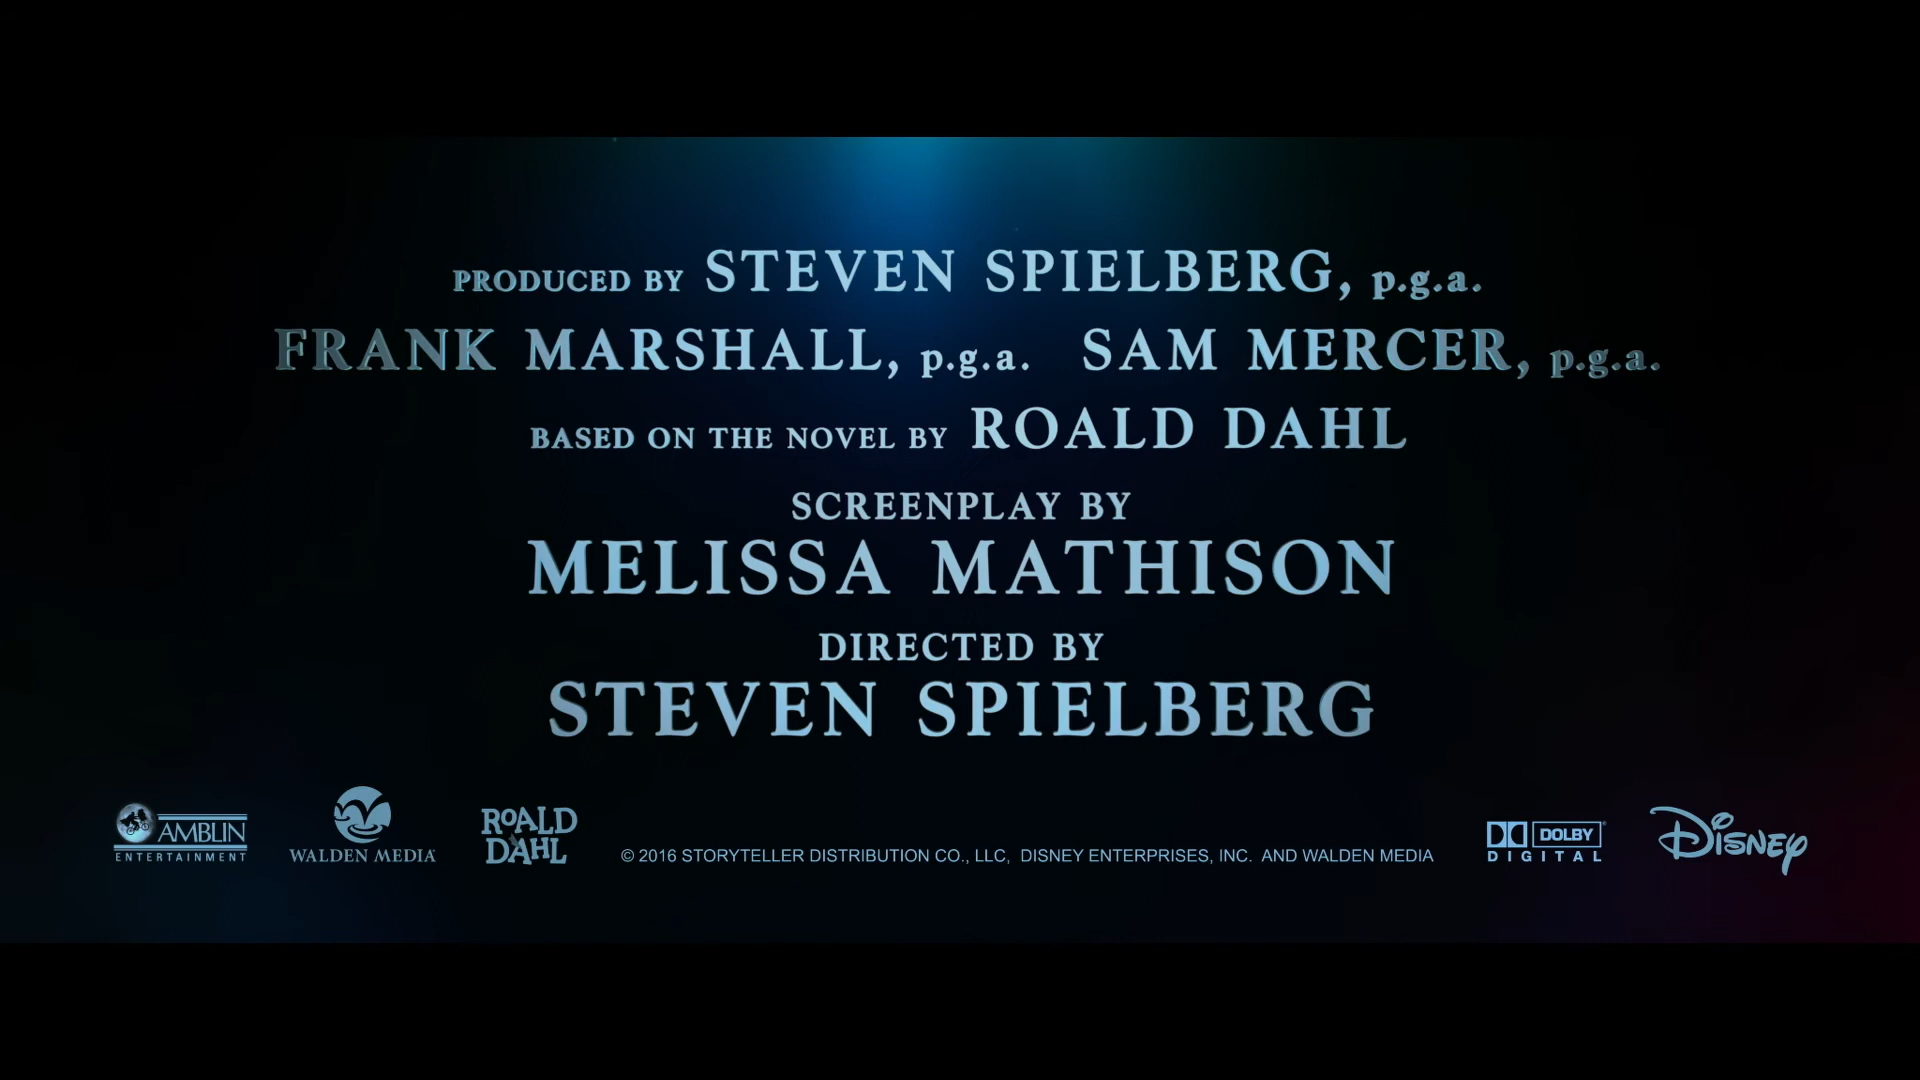 PRODUCED BY STEVEN SPIELBERG, p.g.a.
FRANK MARSHALL, p.g.a. SAM MERCER, p.g.a.
BASED ON THE NOVEL BY ROALD DAHL
SCREENPLAY BY
MELISSA MATHISON
DIRECTED BY
STEVEN SPIELBERG
AMBLIN
ENTERTAINMENT
WALDEN MEDIA
ROALD
DAHL
© 2016 STORYTELLER DISTRIBUTION CO., LLC, DISNEY ENTERPRISES, INC. AND WALDEN MEDIA
DOLBY
DIGITAL
Disney